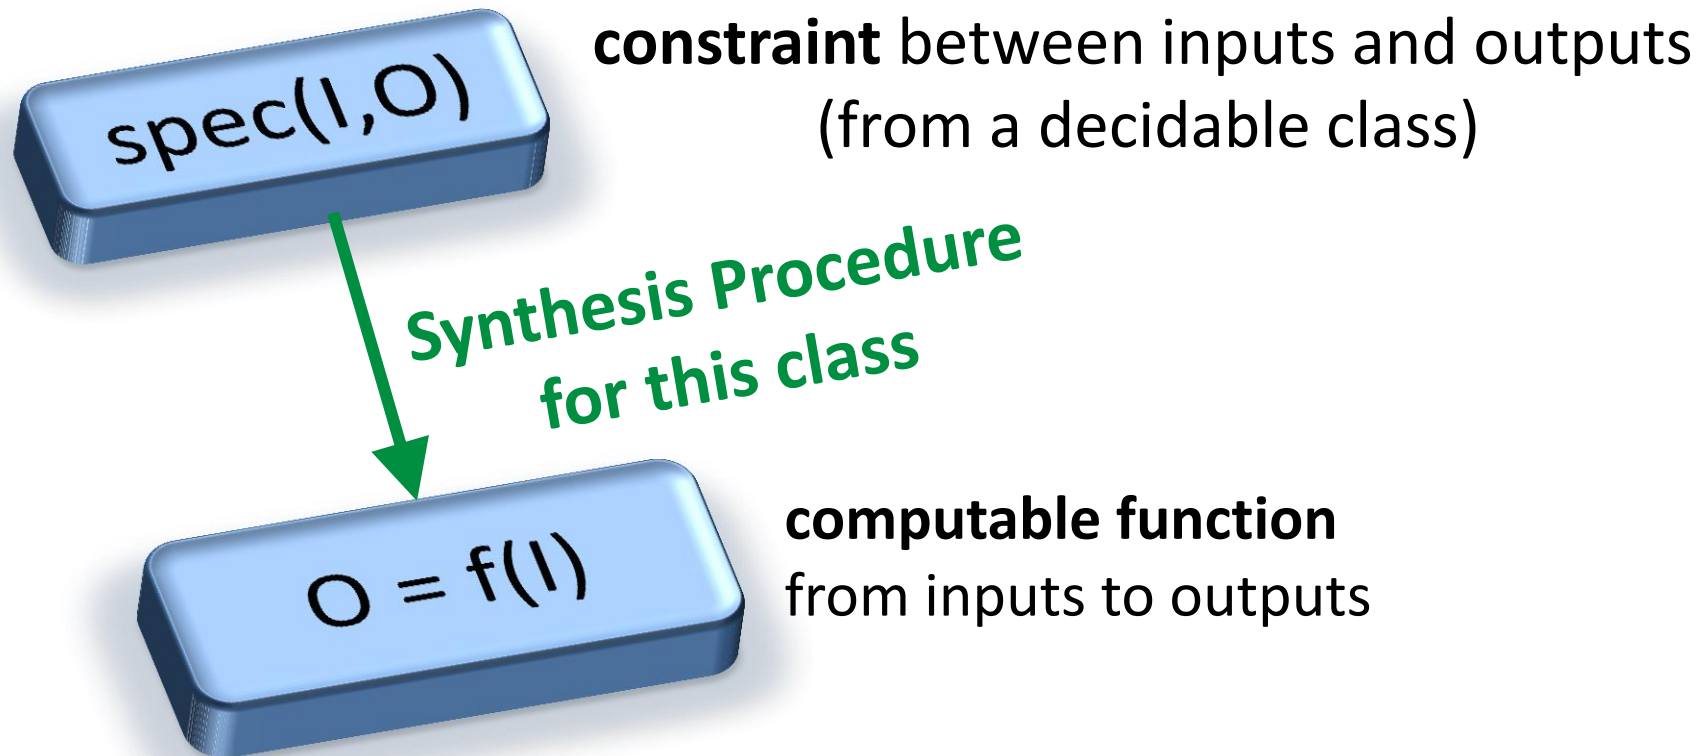 spec(I,O)
constraint between inputs and outputs
(from a decidable class)
Synthesis Procedure
for this class
O = f(I)
computable function
from inputs to outputs